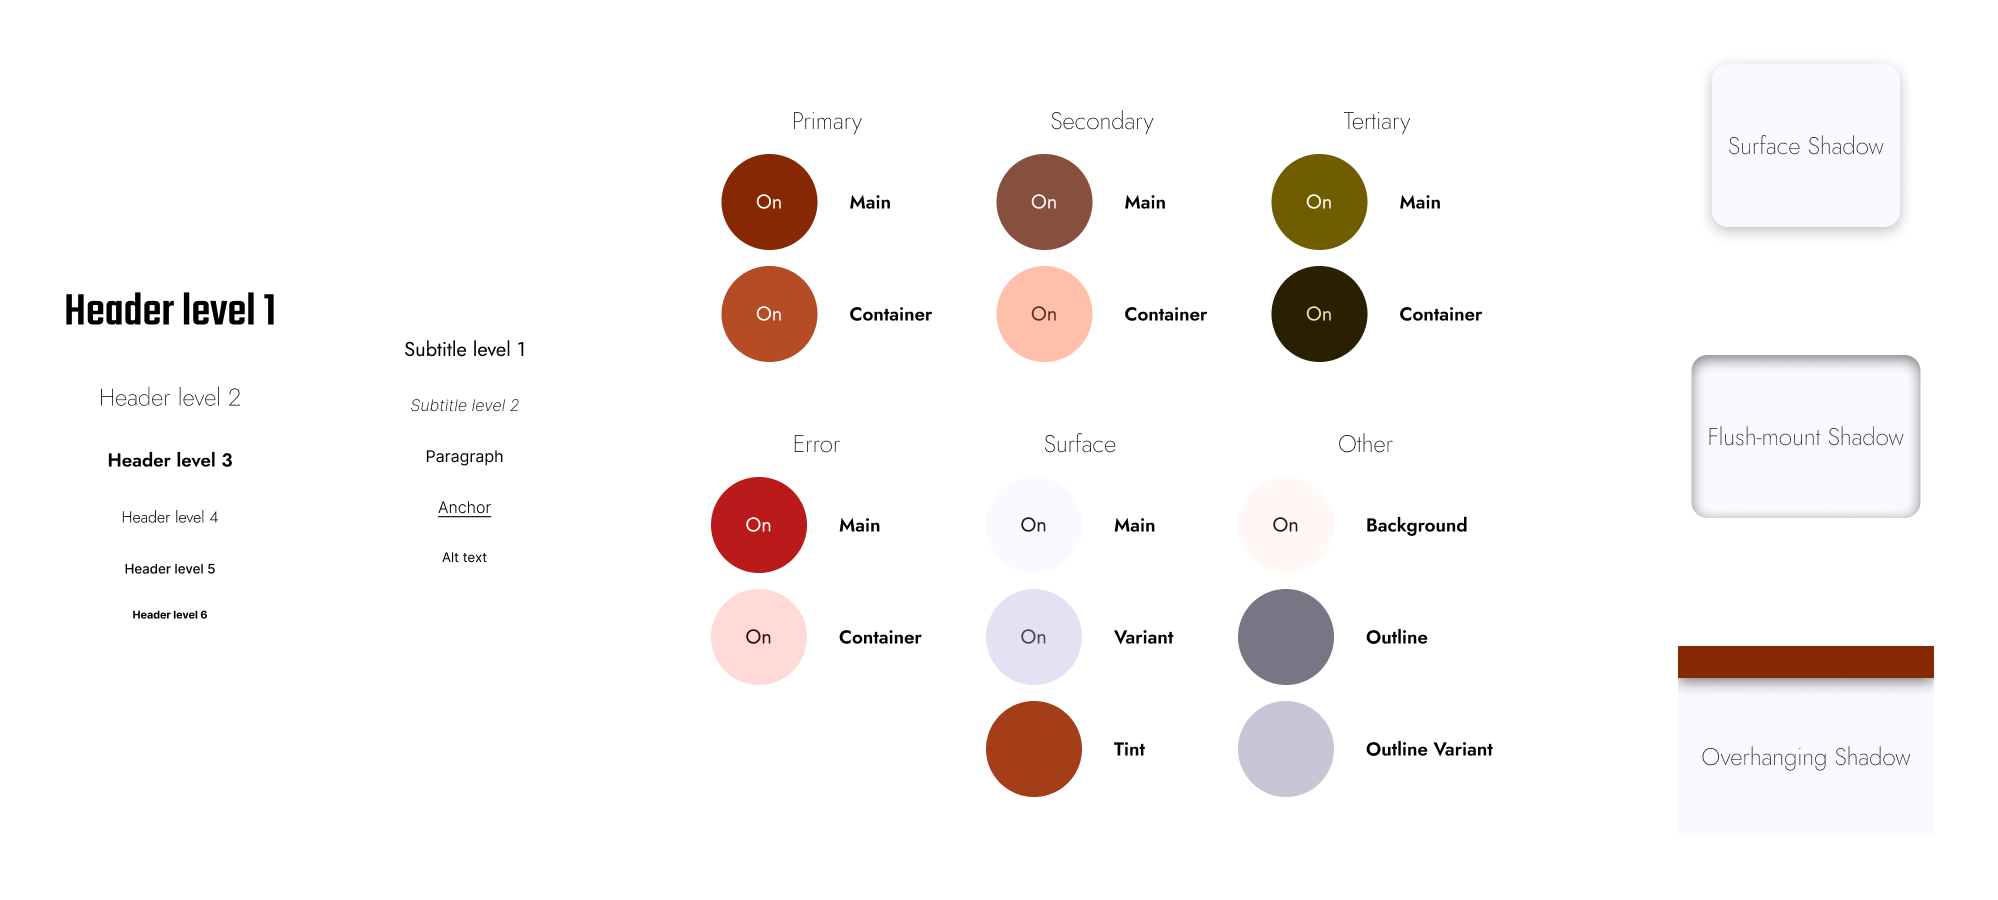 Header level 1
Header level 2
Header level 3
Header level 4
Header level 5
Header level 6
Subtitle level 1
Subtitle level 2
Paragraph
Anchor
Alt text
Primary
On
Main
On
Container
Secondary
On
Main
On
Container
Tertiary
On
Main
On
Container
Error
On
Main
On
Container
Surface
On
Main
On
Variant
Tint
Other
On
Background
Outline
Outline Variant
Surface Shadow
Flush-mount Shadow
Overhanging Shadow